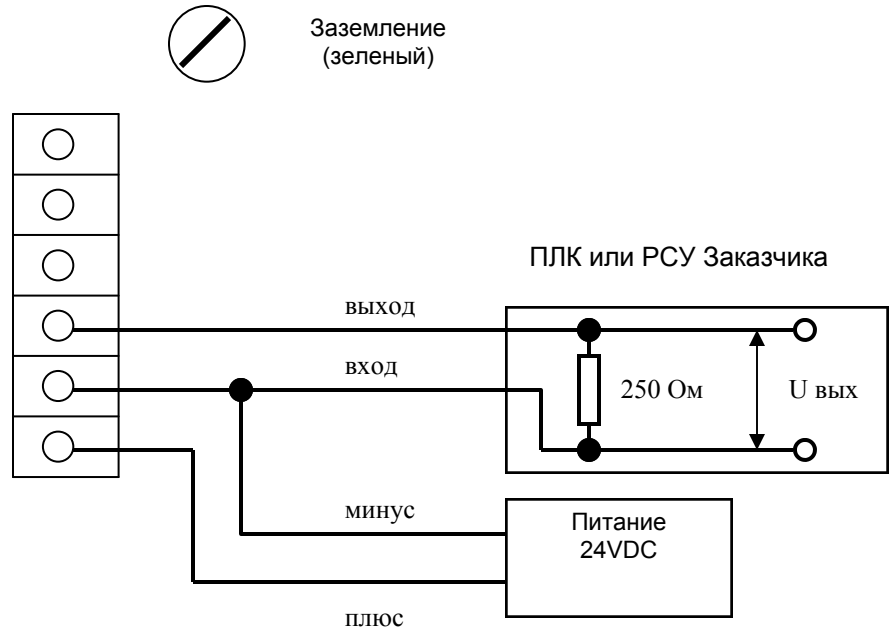 Заземление
(зеленый)
ПЛК или РСУ Заказчика
выход
вход
250 Ом
U вых
минус
Питание
24VDC
плюс